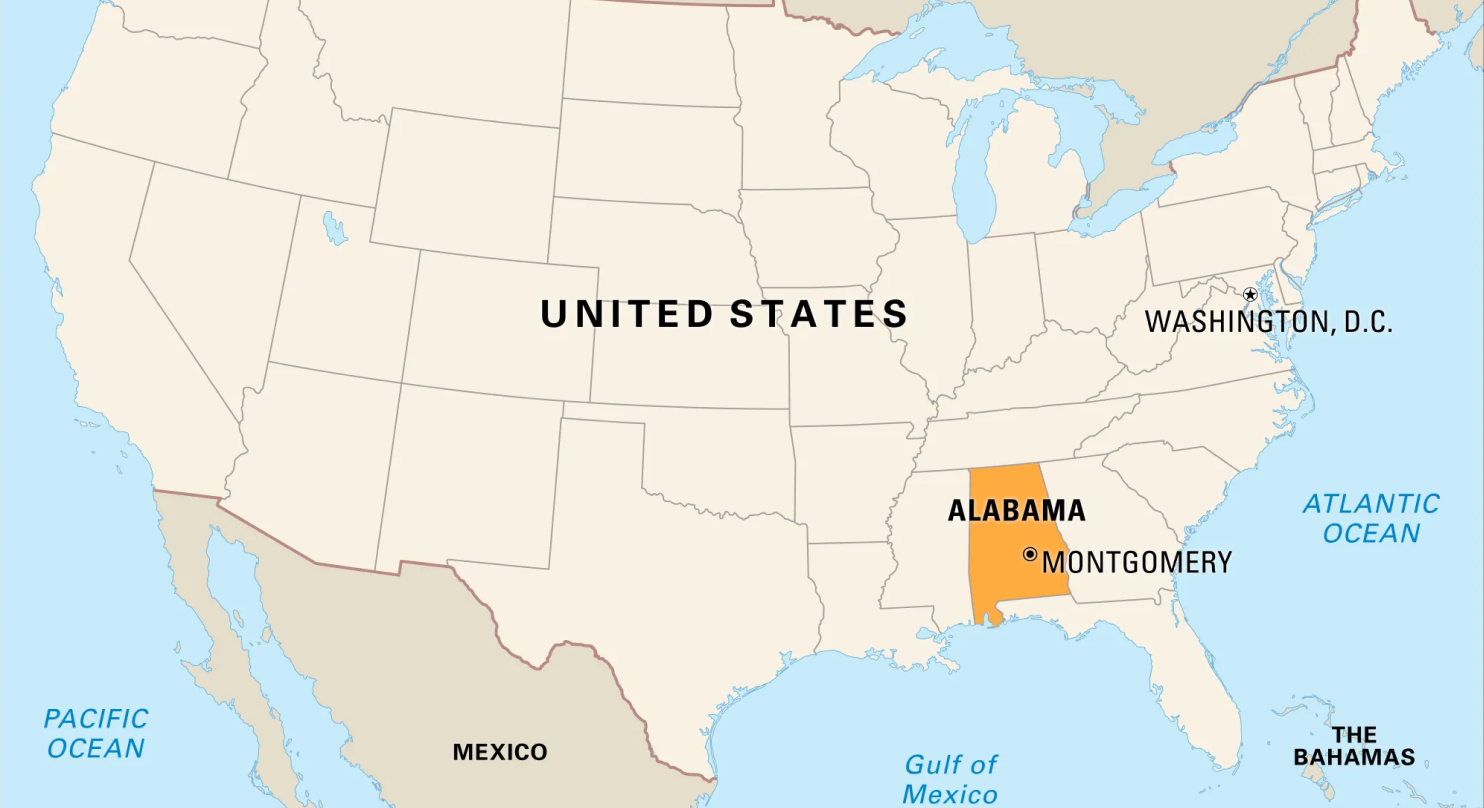 UNITED STATES
WASHINGTON, D.C.
ALABAMA
MONTGOMERY
ATLANTIC
OCEAN
PACIFIC
OCEAN
MEXICO
Gulf of
Mexico
THE
BAHAMAS